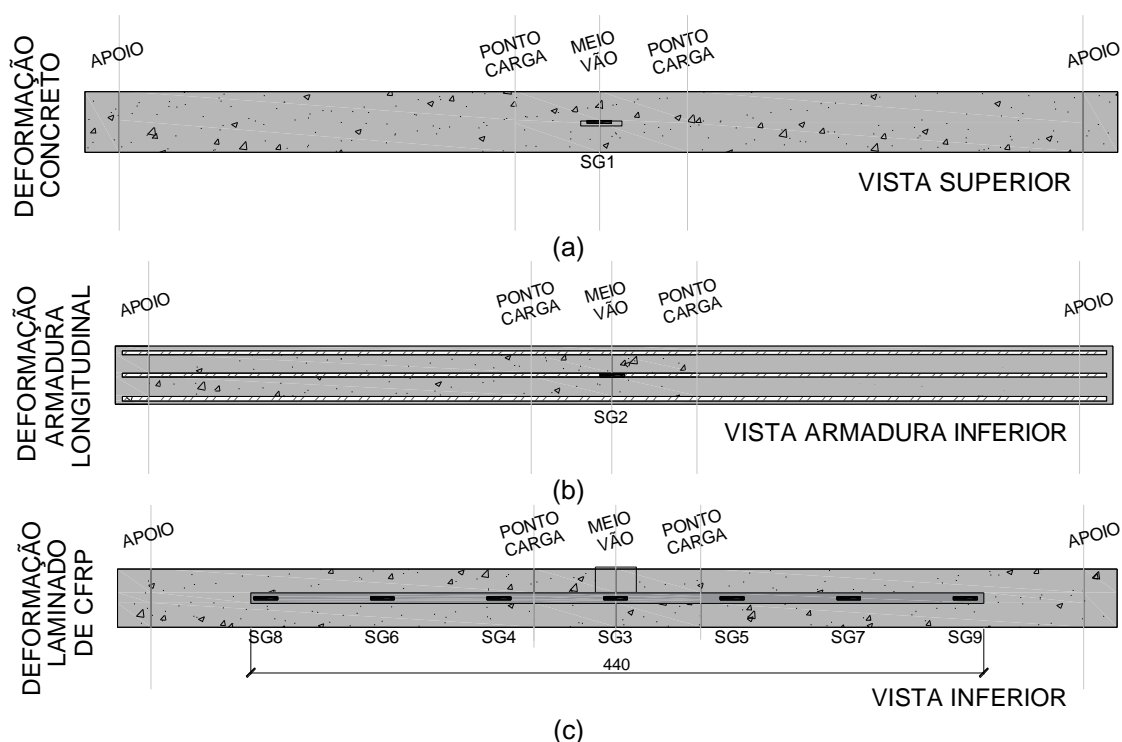 DEFORMAÇÃO
CONCRETO
APOIO
PONTO
CARGA
MEIO
VÃO
PONTO
CARGA
APOIO
SG1
VISTA SUPERIOR
(a)
DEFORMAÇÃO
ARMADURA
LONGITUDINAL
APOIO
PONTO
CARGA
MEIO
VÃO
PONTO
CARGA
APOIO
SG2
VISTA ARMADURA INFERIOR
(b)
DEFORMAÇÃO
LAMINADO
DE CFRP
APOIO
PONTO
CARGA
MEIO
VÃO
PONTO
CARGA
APOIO
SG8
SG6
SG4
SG3
SG5
SG7
SG9
440
VISTA INFERIOR
(c)